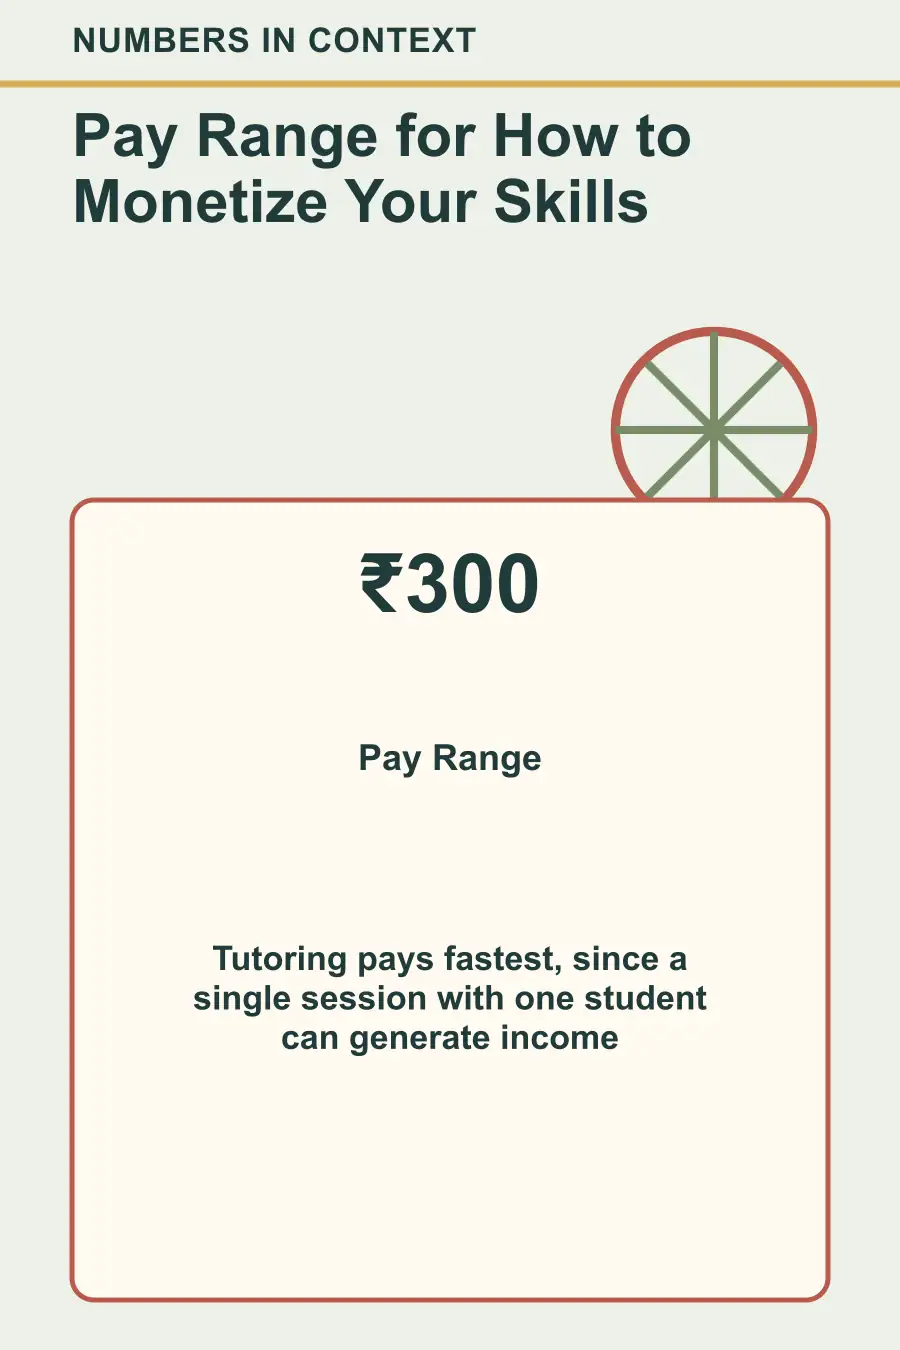 NUMBERS IN CONTEXT
Pay Range for How to
Monetize Your Skills
₹300
Pay Range
Tutoring pays fastest, since a
single session with one student
can generate income